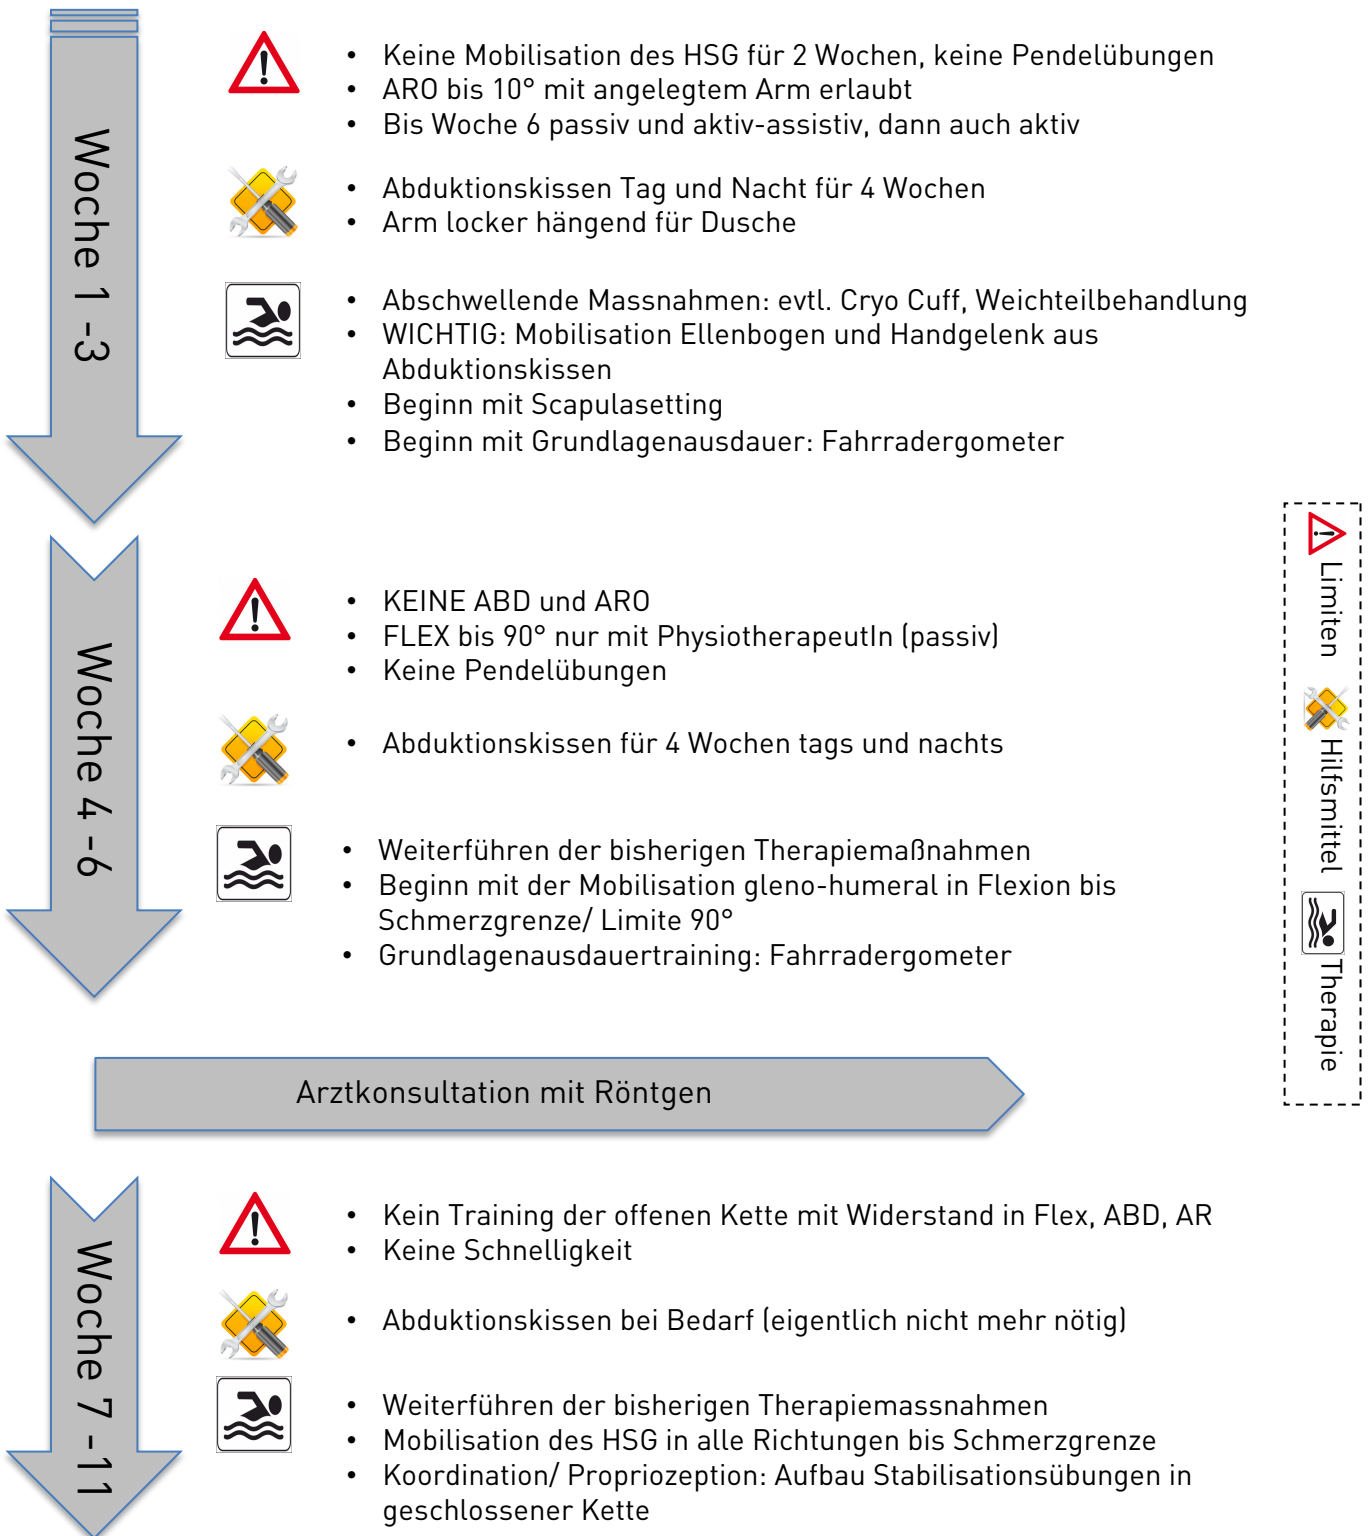 Woche 1 -3
• Keine Mobilisation des HSG für 2 Wochen, keine Pendelübungen
• ARO bis 10° mit angelegtem Arm erlaubt
• Bis Woche 6 passiv und aktiv-assistiv, dann auch aktiv
• Abduktionskissen Tag und Nacht für 4 Wochen
• Arm locker hängend für Dusche
• Abschwellende Massnahmen: evtl. Cryo Cuff, Weichteilbehandlung
• WICHTIG: Mobilisation Ellenbogen und Handgelenk aus
Abduktionskissen
• Beginn mit Scapulasetting
• Beginn mit Grundlagenausdauer: Fahrradergometer
Woche 4 -6
• KEINE ABD und ARO
• FLEX bis 90° nur mit PhysiotherapeutIn (passiv)
• Keine Pendelübungen
• Abduktionskissen für 4 Wochen tags und nachts
• Weiterführen der bisherigen Therapiemaßnahmen
• Beginn mit der Mobilisation gleno-humeral in Flexion bis
Schmerzgrenze/ Limite 90°
• Grundlagenausdauertraining: Fahrradergometer
Limiten Hilfsmittel Therapie
Arztkonsultation mit Röntgen
Woche 7 -11
• Kein Training der offenen Kette mit Widerstand in Flex, ABD, AR
• Keine Schnelligkeit
• Abduktionskissen bei Bedarf (eigentlich nicht mehr nötig)
• Weiterführen der bisherigen Therapiemassnahmen
• Mobilisation des HSG in alle Richtungen bis Schmerzgrenze
• Koordination/ Propriozeption: Aufbau Stabilisationsübungen in
geschlossener Kette